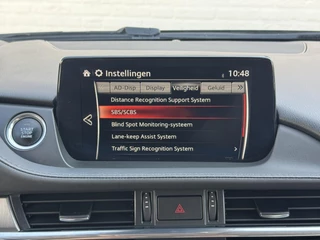 Instellingen
10:48
AD-Disp Display Veiligheid Geluid
Distance Recognition Support System
SBS/SCBS
Blind Spot Monitoring-systeem
Lane-keep Assist System
Traffic Sign Recognition System
START
STOP